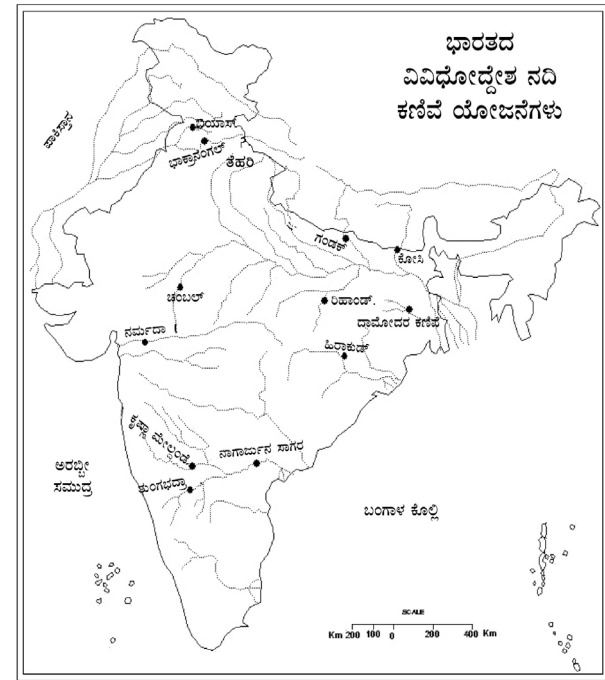 ಭಾರತದ
ವಿವಿಧೋದ್ದೇಶ ನದಿ
ಕಣಿವೆ ಯೋಜನೆಗಳು
ಪಾಕಿಸ್ತಾನ
ಬಿಯಾಸ್
ಭಾಕ್ರಾನಂಗಲ್
ತೆಹರಿ
ಗಂಡಕ್
ಕೋಸಿ
ಚಂಬಲ್
ರಿಹಾಂಡ್.
ದಾಮೋದರ ಕಣಿವೆ
ನರ್ಮದಾ
ಹಿರಾಕುಡ್
ಕೃಷ್ಣಾ ಮೇಲ್ದಂಡೆ
ನಾಗಾರ್ಜುನ ಸಾಗರ
ತುಂಗಭದ್ರಾ
ಅರಬ್ಬೀ
ಸಮುದ್ರ
ಬಂಗಾಳ ಕೊಲ್ಲಿ
SCALE
Km 200 100 0 200 400 Km